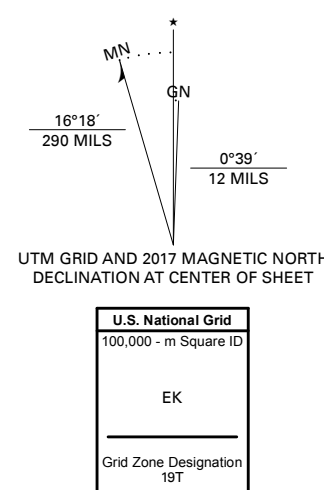 ★
MN
GN
16°18´
290 MILS
0°39´
12 MILS
UTM GRID AND 2017 MAGNETIC NORTH
DECLINATION AT CENTER OF SHEET
U.S. National Grid
100,000 - m Square ID
EK
Grid Zone Designation
19T